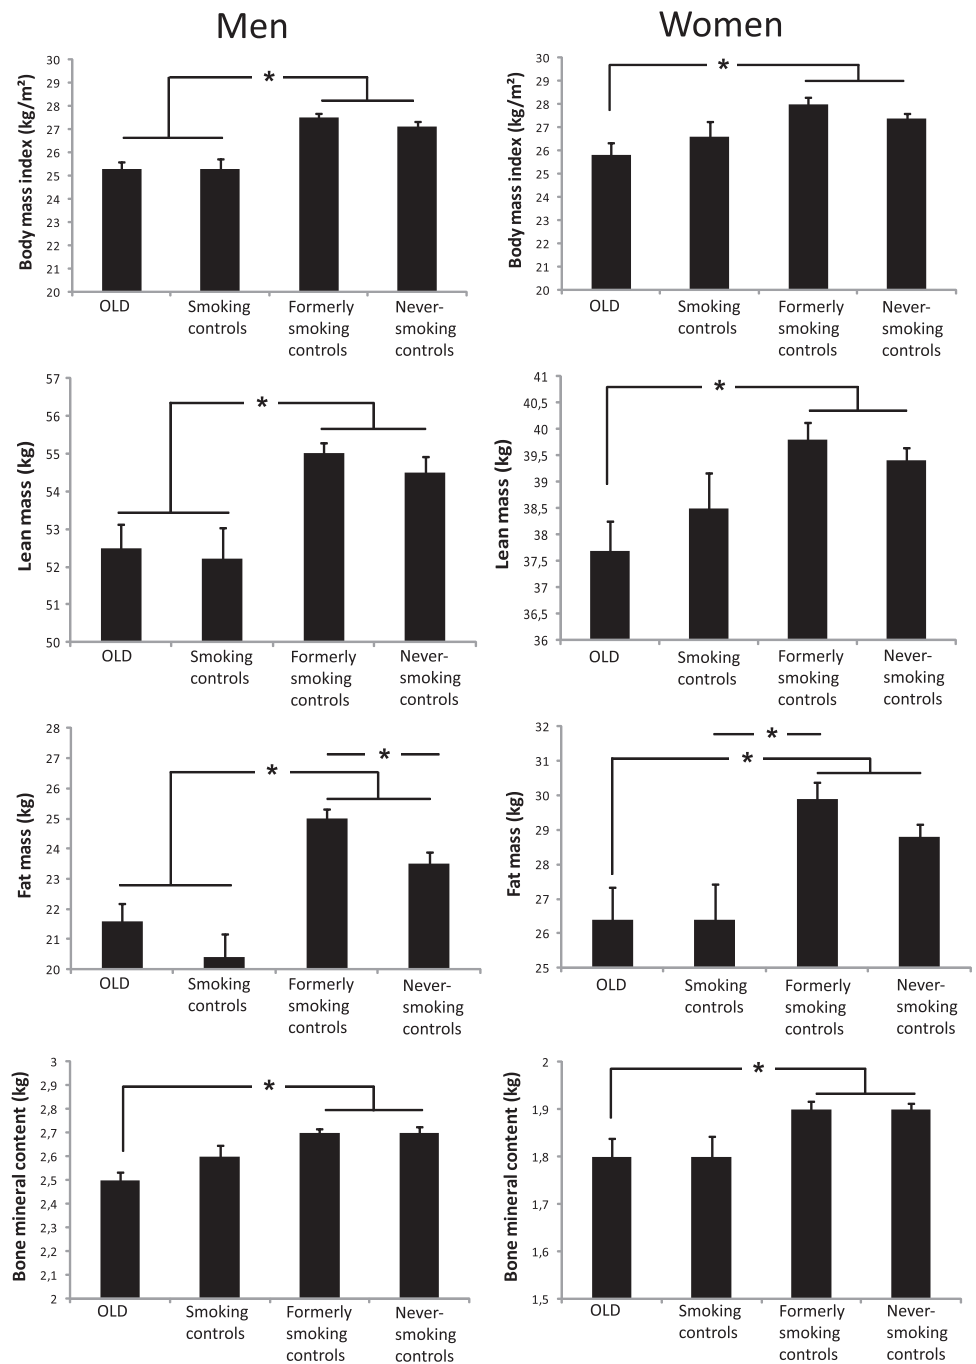 Men
Women
Body mass index (kg/m²)
30
29
28
27
26
25
24
23
22
21
20
*
OLD
Smoking
controls
Formerly
smoking
controls
Never-
smoking
controls
Body mass index (kg/m²)
30
29
28
27
26
25
24
23
22
21
20
*
OLD
Smoking
controls
Formerly
smoking
controls
Never-
smoking
controls
Lean mass (kg)
57
56
55
54
53
52
51
50
*
OLD
Smoking
controls
Formerly
smoking
controls
Never-
smoking
controls
Lean mass (kg)
41
40,5
40
39,5
39
38,5
38
37,5
37
36,5
36
*
OLD
Smoking
controls
Formerly
smoking
controls
Never-
smoking
controls
Fat mass (kg)
28
27
26
25
24
23
22
21
20
*
*
OLD
Smoking
controls
Formerly
smoking
controls
Never-
smoking
controls
Fat mass (kg)
32
31
30
29
28
27
26
25
*
*
OLD
Smoking
controls
Formerly
smoking
controls
Never-
smoking
controls
Bone mineral content (kg)
3
2,9
2,8
2,7
2,6
2,5
2,4
2,3
2,2
2,1
2
*
OLD
Smoking
controls
Formerly
smoking
controls
Never-
smoking
controls
Bone mineral content (kg)
2
1,9
1,8
1,7
1,6
1,5
*
OLD
Smoking
controls
Formerly
smoking
controls
Never-
smoking
controls